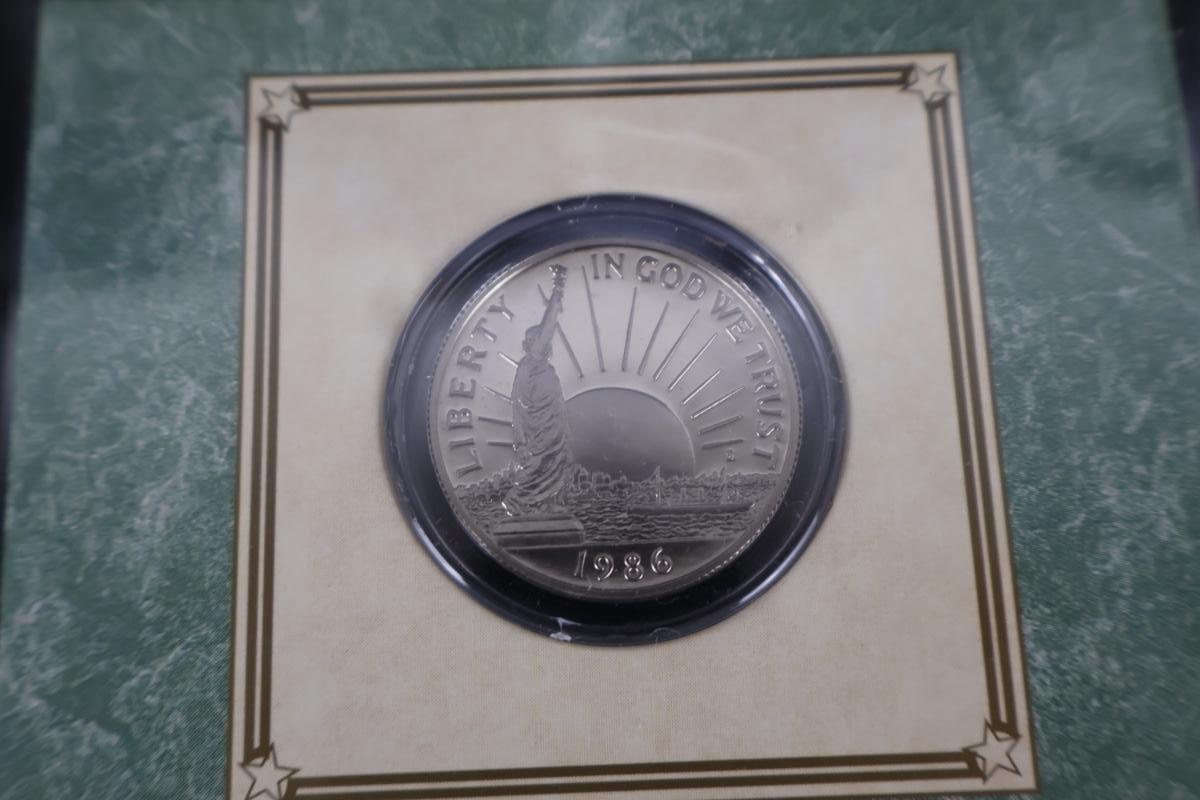 LIBERTY
IN GOD WE TRUST
S
1986